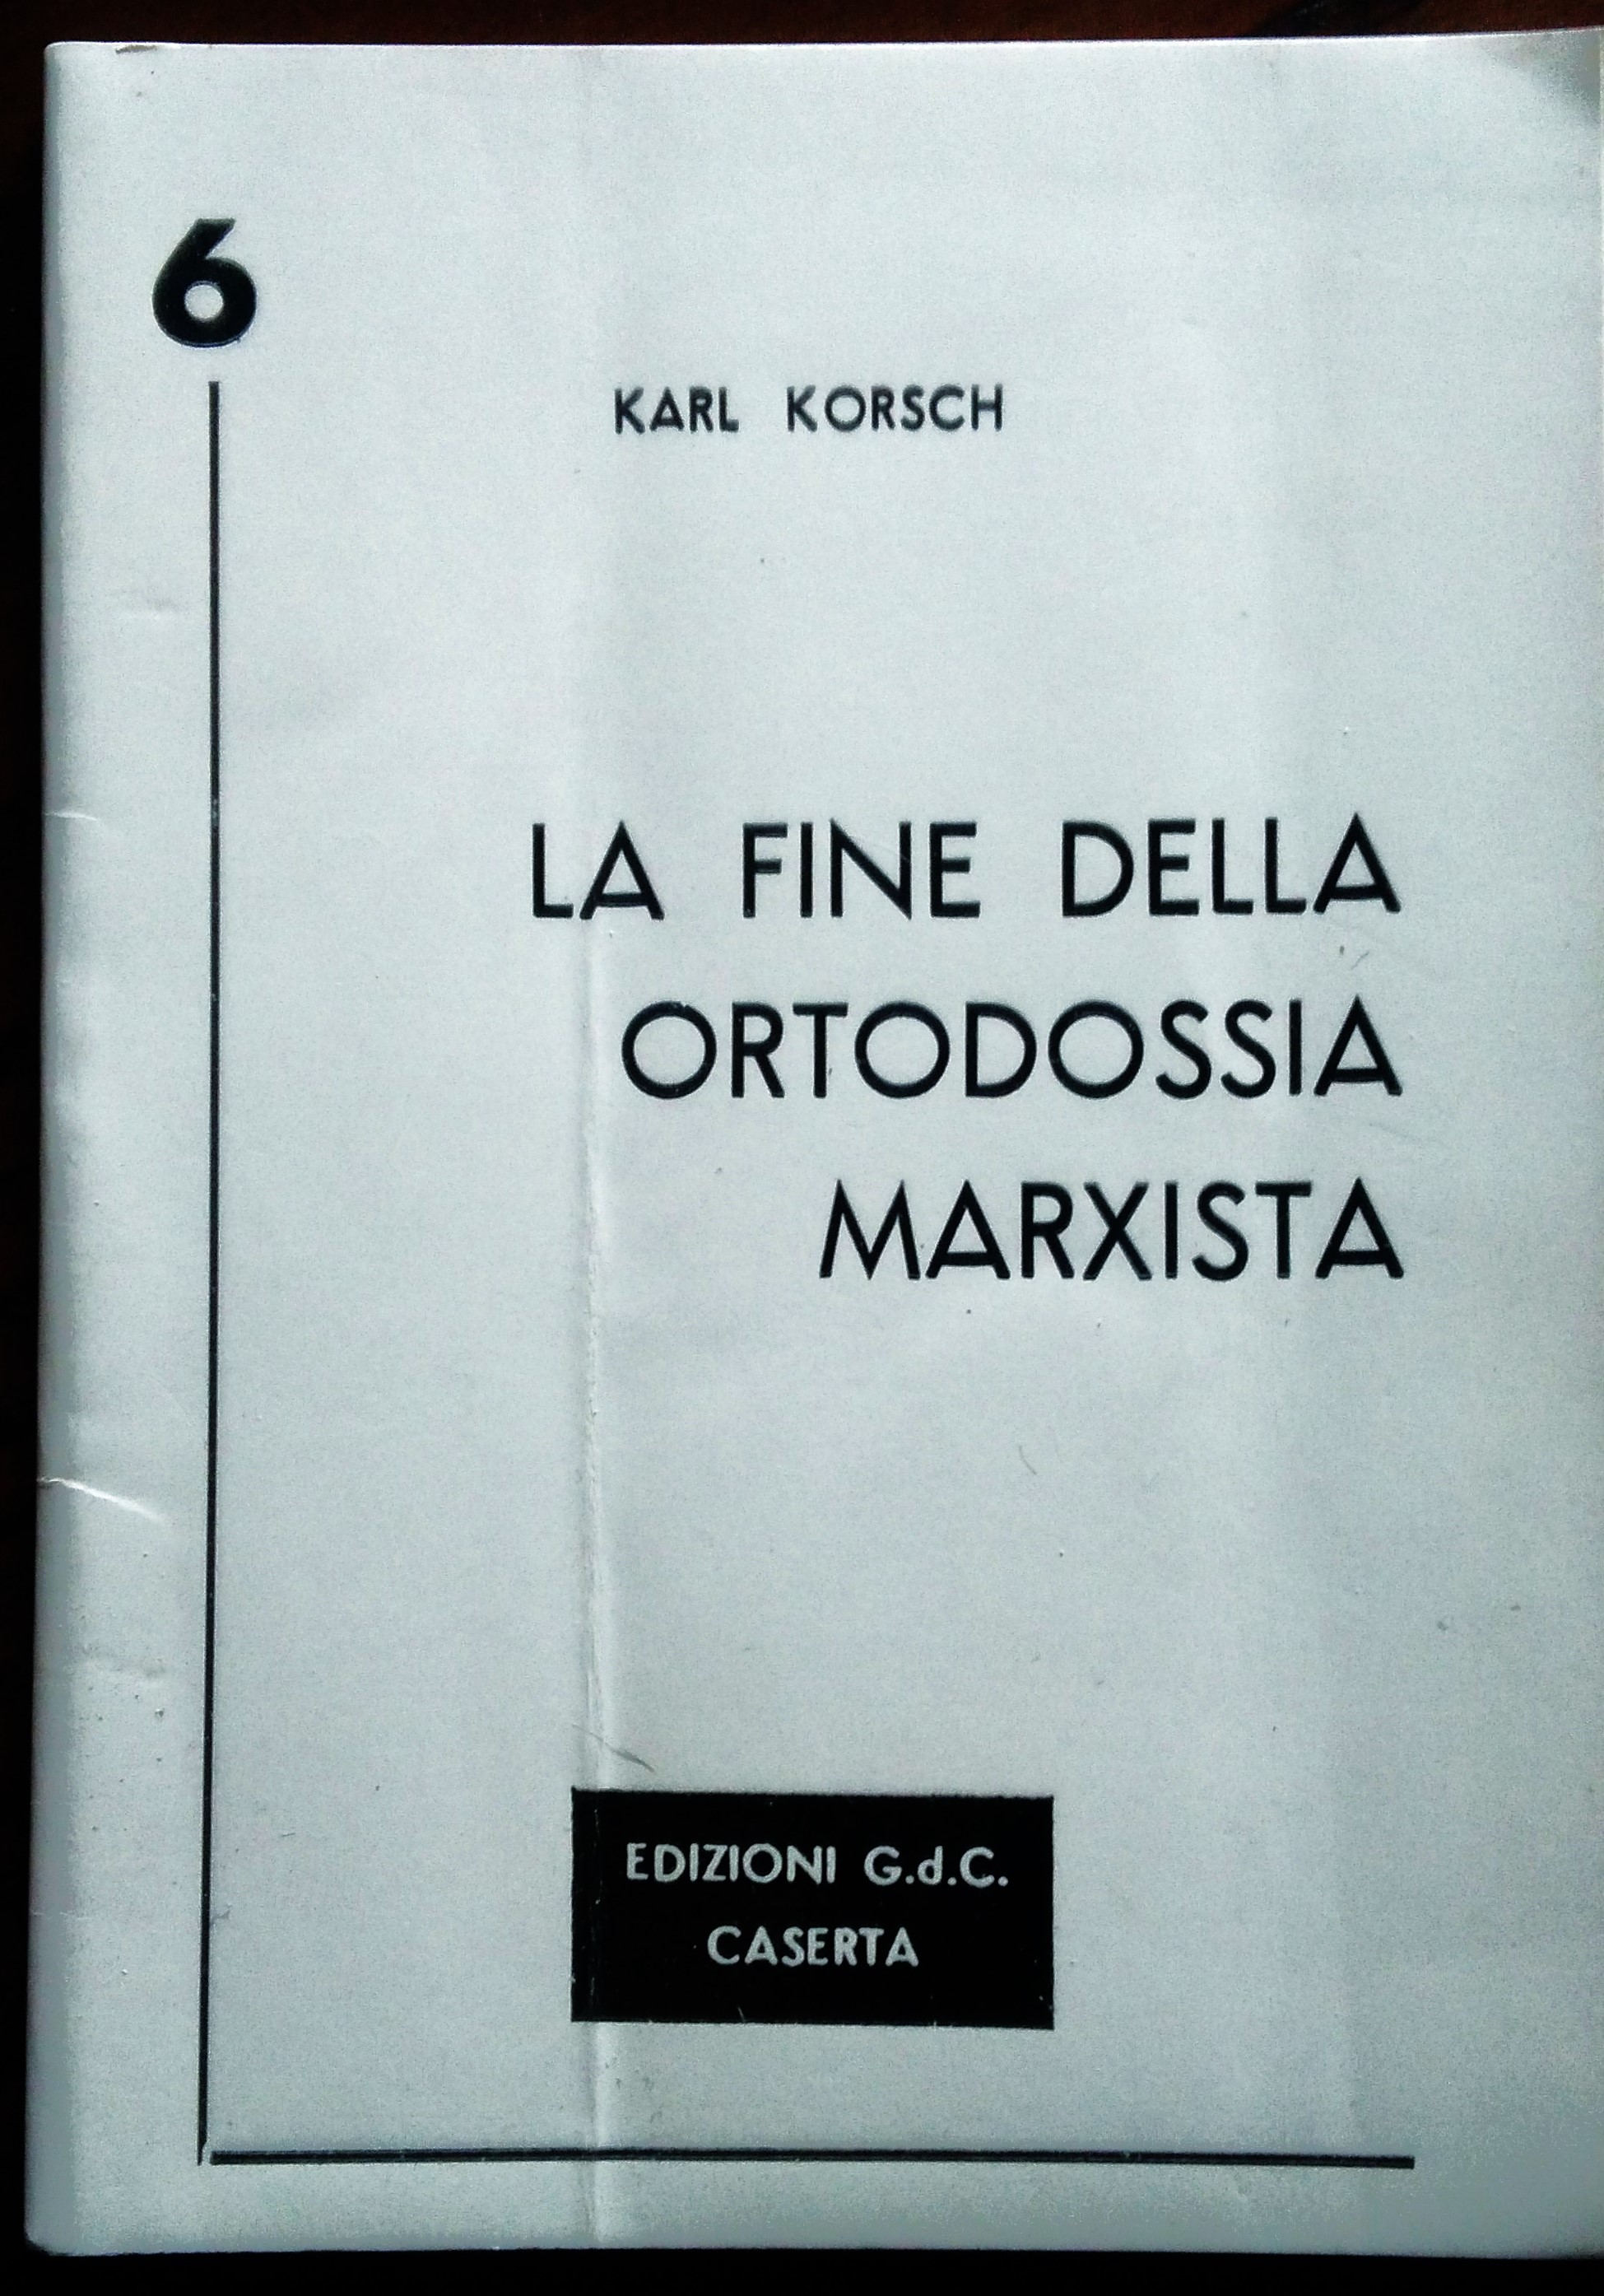 6
KARL KORSCH
LA FINE DELLA
ORTODOSSIA
MARXISTA
EDIZIONI G.d.C.
CASERTA